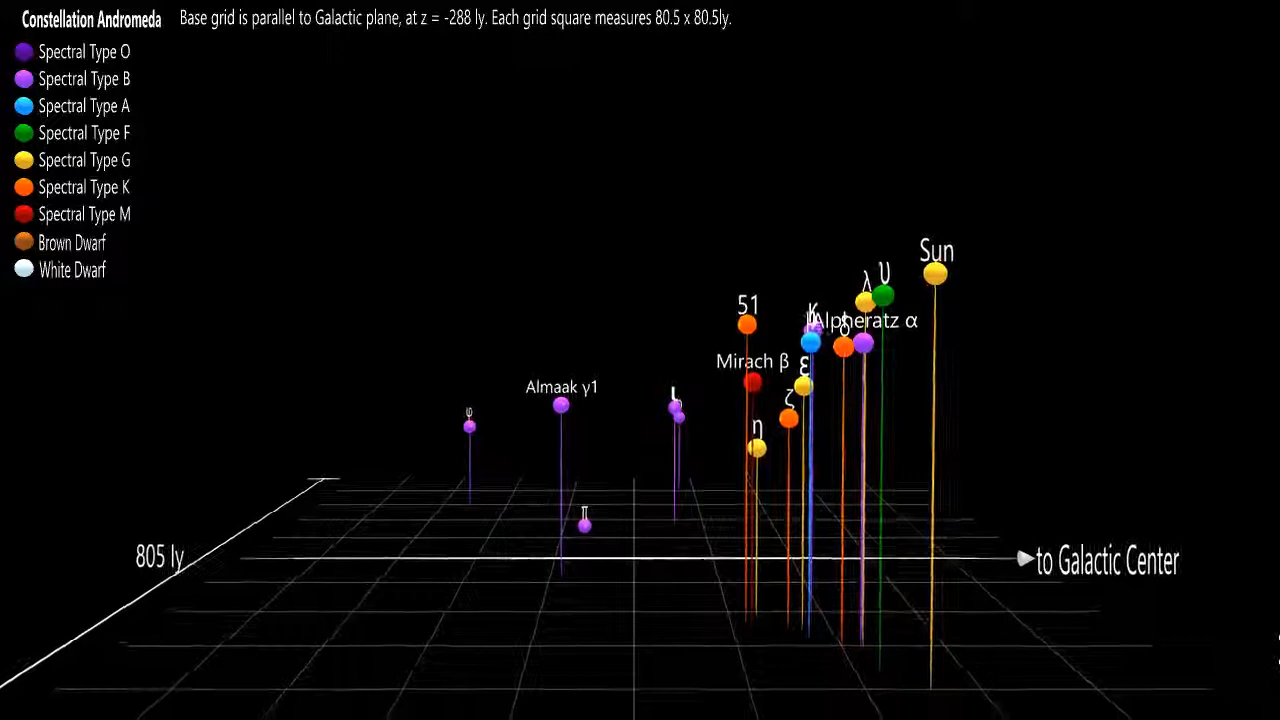 Constellation Andromeda
Base grid is parallel to Galactic plane, at z = -288 ly. Each grid square measures 80.5 x 80.5ly.
Spectral Type O
Spectral Type B
Spectral Type A
Spectral Type F
Spectral Type G
Spectral Type K
Spectral Type M
Brown Dwarf
White Dwarf
Sun
λ
υ
51
Alpheratz α
Mirach β
ε
Almaak γ1
ζ
ι
η
π
805 ly
to Galactic Center